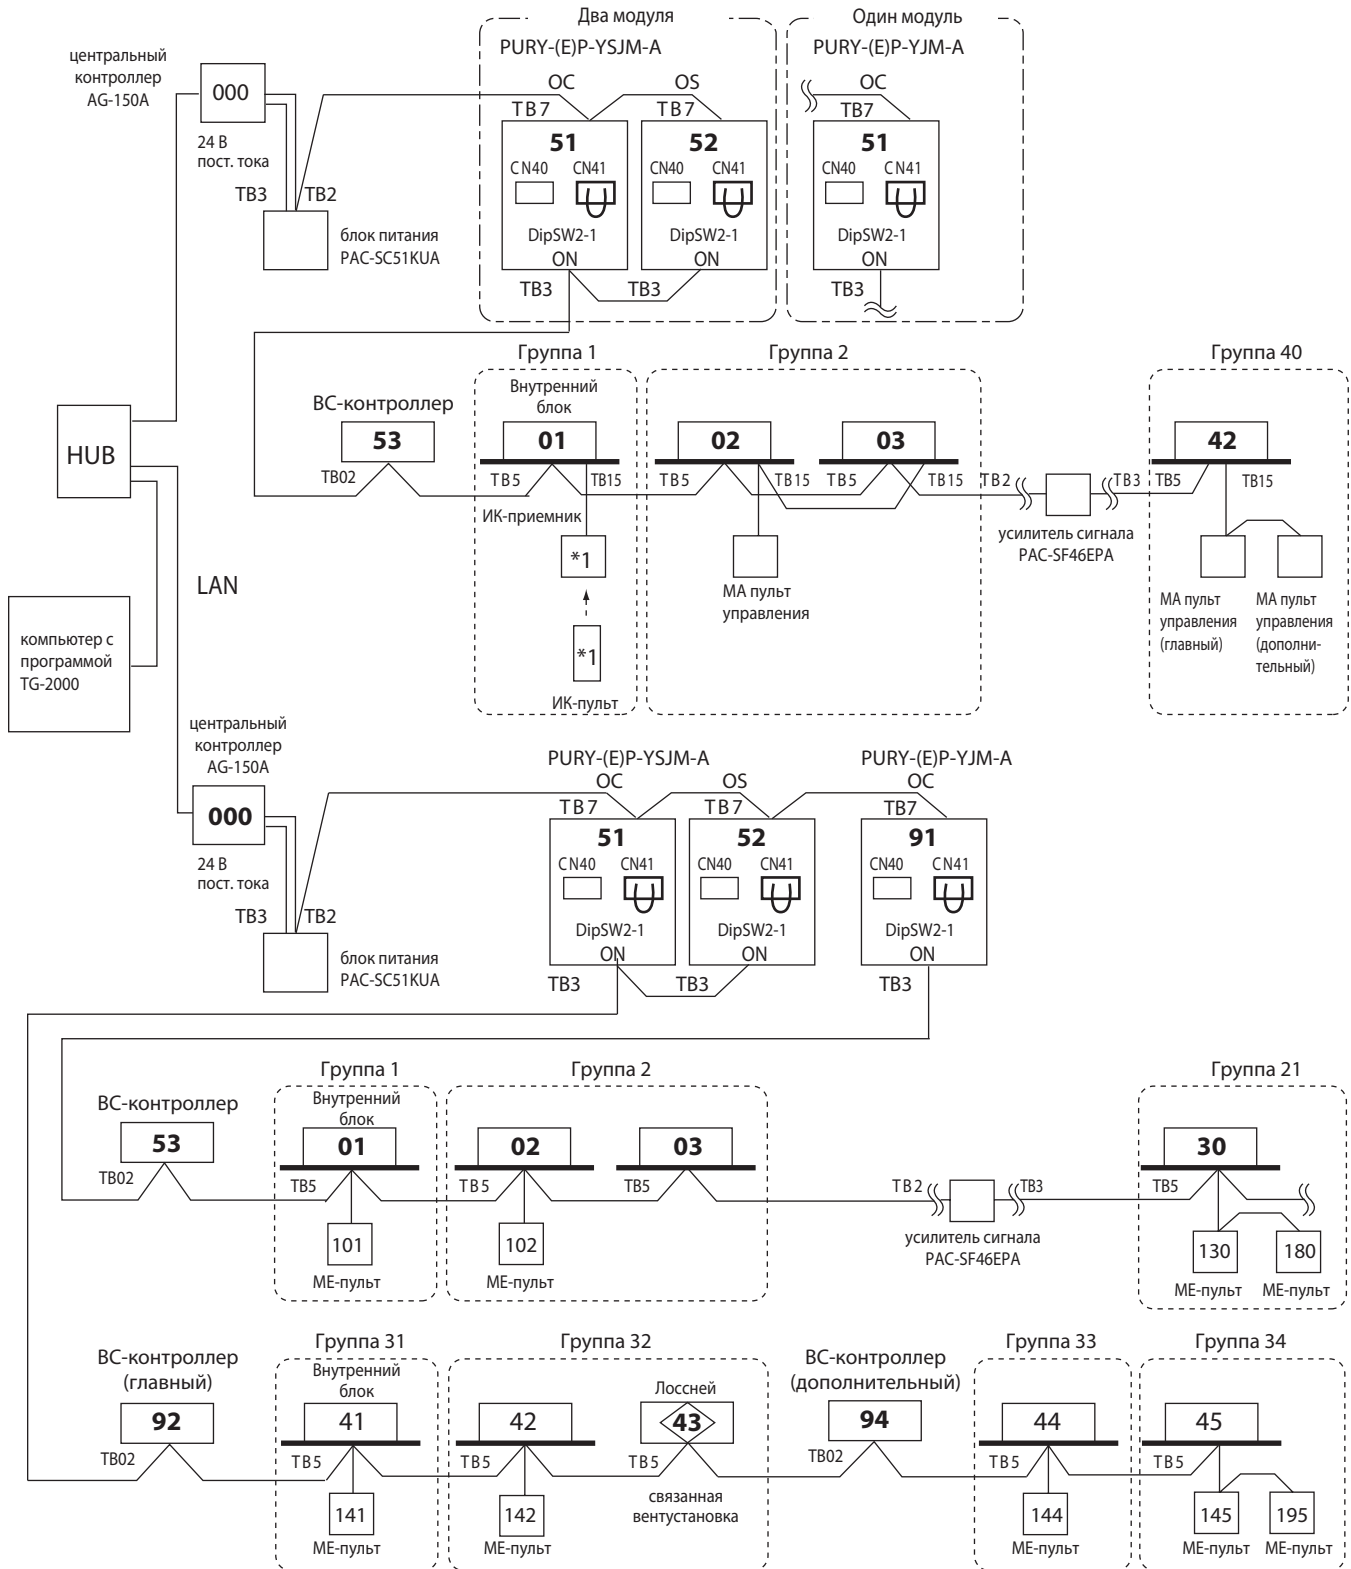 Два модуля
Один модуль
PURY-(E)P-YSJM-A
PURY-(E)P-YJM-A
центральный
контроллер
AG-150A
000
24 В
пост. тока
TB3
TB2
блок питания
PAC-SC51KUA
OC
OS
OC
TB7
TB7
TB7
51
52
51
CN40
CN41
CN40
CN41
CN40
CN41
DipSW2-1
DipSW2-1
DipSW2-1
ON
ON
ON
TB3
TB3
TB3
Группа 1
Группа 2
Группа 40
Внутренний
блок
BC-контроллер
53
01
02
03
42
TB02
TB5
TB15
TB5
TB15
TB5
TB15
TB2
TB3
TB5
TB15
ИК-приемник
*1
*1
ИК-пульт
МА пульт
управления
усилитель сигнала
PAC-SF46EPA
МА пульт
управления
(главный)
МА пульт
управления
(дополни-
тельный)
HUB
LAN
компьютер с
программой
TG-2000
центральный
контроллер
AG-150A
000
24 В
пост. тока
TB3
TB2
блок питания
PAC-SC51KUA
PURY-(E)P-YSJM-A
PURY-(E)P-YJM-A
OC
OS
OC
TB7
TB7
TB7
51
52
91
CN40
CN41
CN40
CN41
CN40
CN41
DipSW2-1
DipSW2-1
DipSW2-1
ON
ON
ON
TB3
TB3
TB3
Группа 1
Группа 2
Группа 21
BC-контроллер
Внутренний
блок
53
01
02
03
30
TB02
TB5
TB5
TB5
TB2
TB3
TB5
усилитель сигнала
PAC-SF46EPA
101
102
130
180
МЕ-пульт
МЕ-пульт
МЕ-пульт
МЕ-пульт
Группа 31
Группа 32
Группа 33
Группа 34
BC-контроллер
(главный)
Внутренний
блок
Лоссней
BC-контроллер
(дополнительный)
92
41
42
43
94
44
45
TB02
TB5
TB5
TB5
TB02
TB5
TB5
связанная
вентустановка
141
142
144
145
195
МЕ-пульт
МЕ-пульт
МЕ-пульт
МЕ-пульт
МЕ-пульт